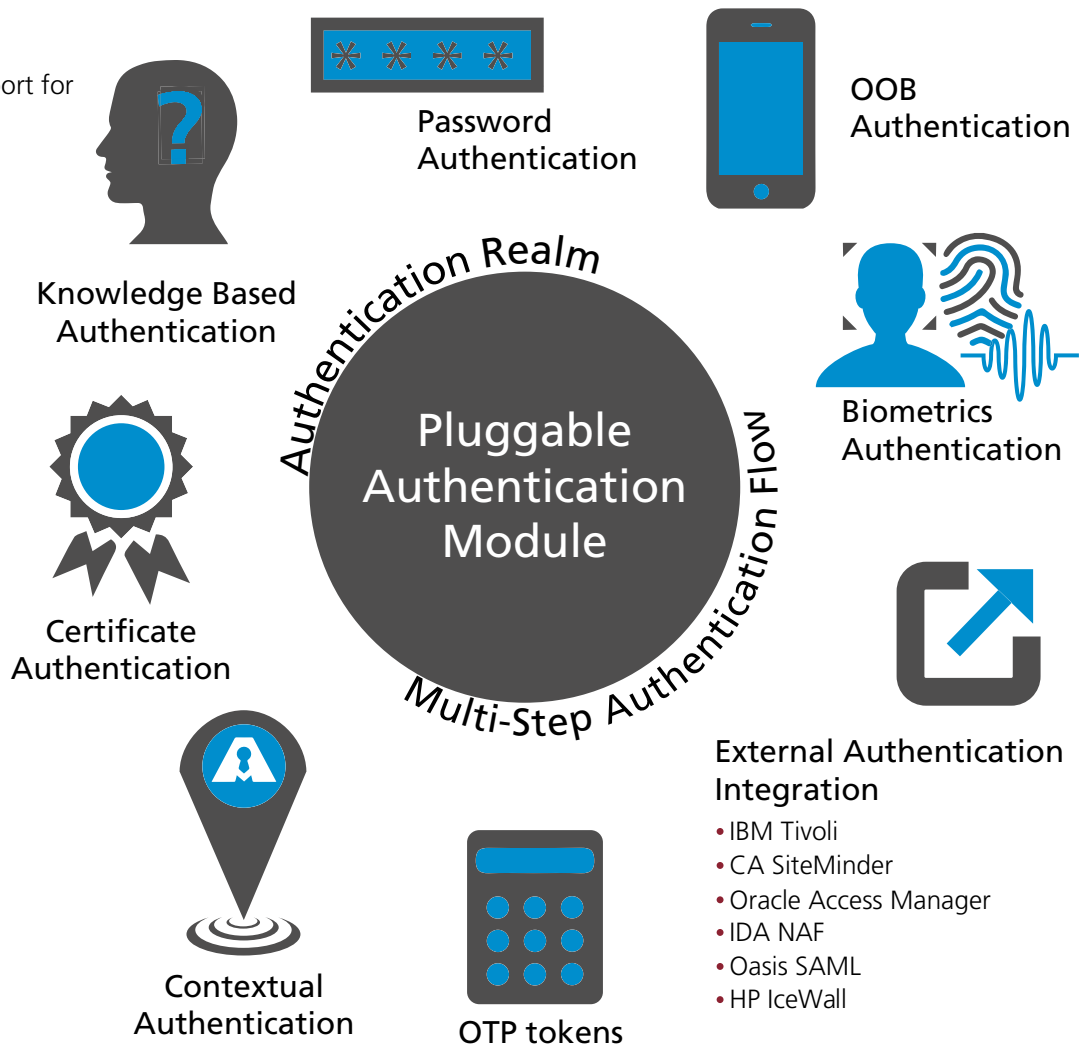 ort for
* * * *
Password
Authentication
OOB
Authentication
?
Knowledge Based
Authentication
Authentication Realm
Pluggable
Authentication
Module
Multi-Step Authentication Flow
Biometrics
Authentication
Certificate
Authentication
External Authentication
Integration
• IBM Tivoli
• CA SiteMinder
• Oracle Access Manager
• IDA NAF
• Oasis SAML
• HP IceWall
Contextual
Authentication
OTP tokens